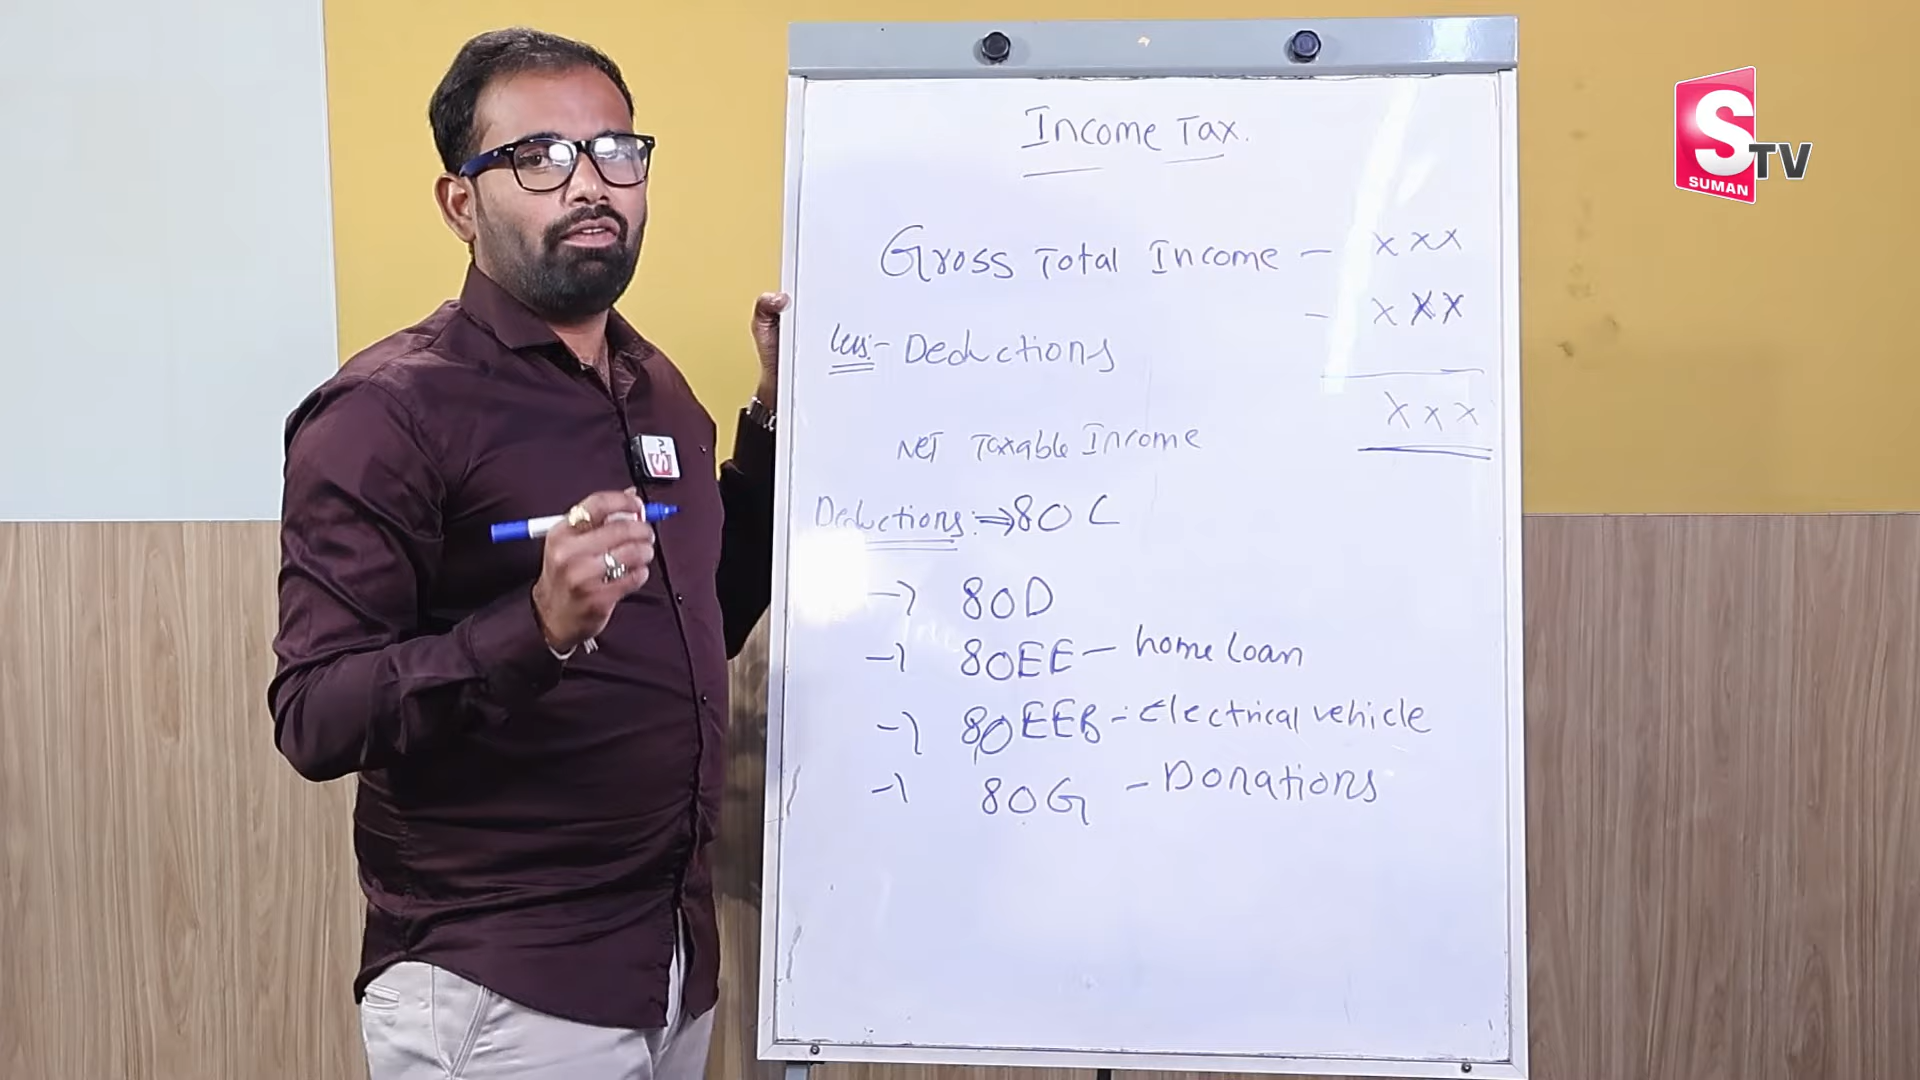 Income Tax.
Gross Total Income - xxx
Less:- Deductions - xxx
xxx
NET Taxable Income
Deductions:- ⇒ 80 C
→ 80D
→ 80EE - home loan
→ 80EEB - Electrical vehicle
→ 80G - Donations
S TV
SUMAN